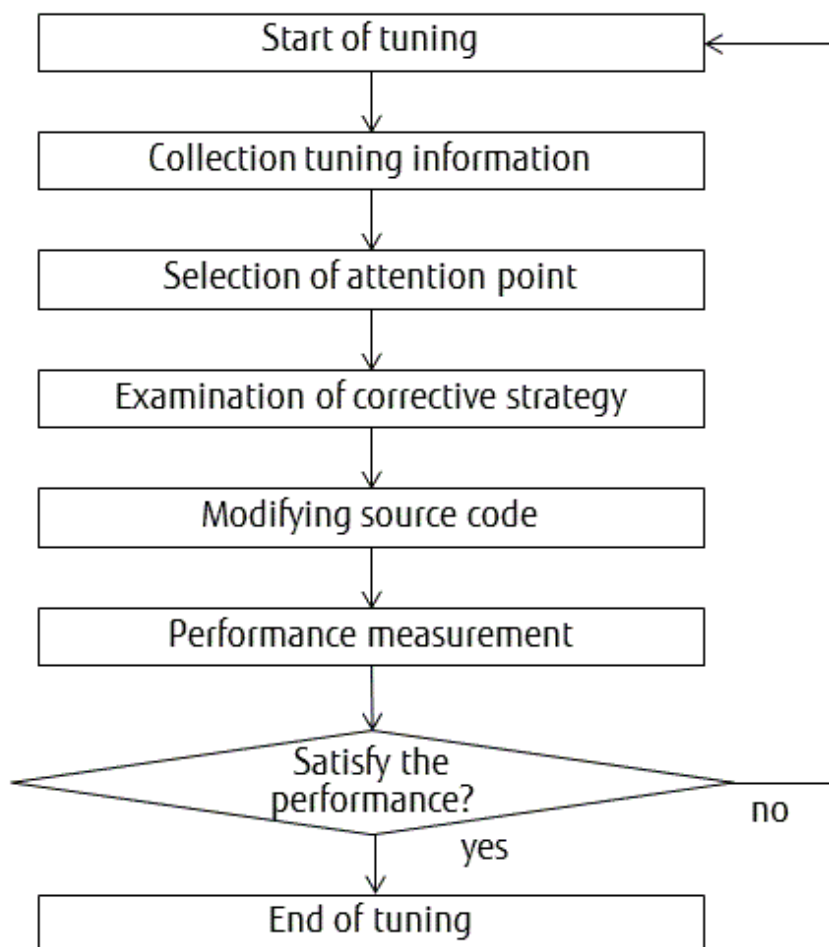 Start of tuning
Collection tuning information
Selection of attention point
Examination of corrective strategy
Modifying source code
Performance measurement
Satisfy the
performance?
no
yes
End of tuning